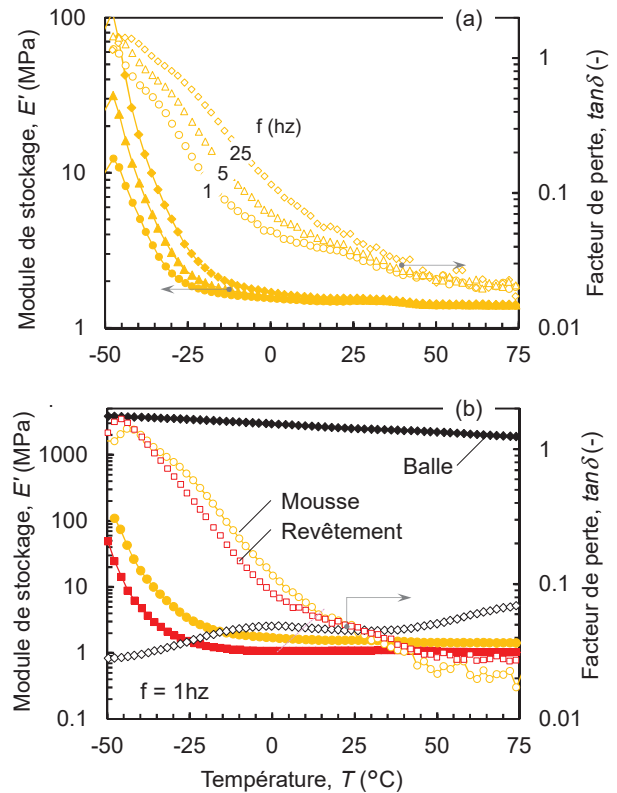 (a)
Module de stockage, E′ (MPa)
100
10
1
f (hz)
25
5
1
1
0.1
0.01
Facteur de perte, tanδ (-)
-50 -25 0 25 50 75
(b)
Module de stockage, E′ (MPa)
1000
100
10
1
0.1
Balle
Mousse
Revêtement
f = 1hz
1
0.1
0.01
Facteur de perte, tanδ (-)
-50 -25 0 25 50 75
Température, T (°C)